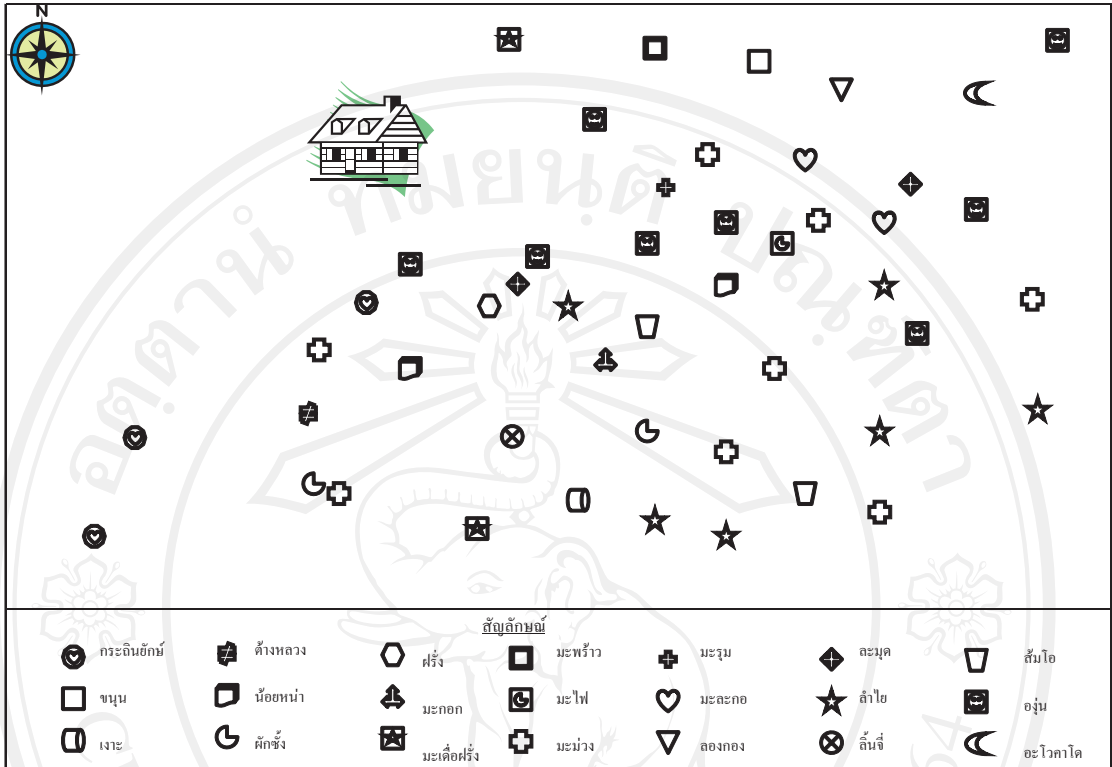 N
สัญลักษณ์
กระถินยักษ์
ต้างหลวง
ฝรั่ง
มะพร้าว
มะรุม
ละมุด
ส้มโอ
ขนุน
น้อยหน่า
มะกอก
มะไฟ
มะละกอ
ลำไย
องุ่น
เงาะ
ผักซั้ง
มะเดื่อฝรั่ง
มะม่วง
ลองกอง
ลิ้นจี่
อะโวคาโด